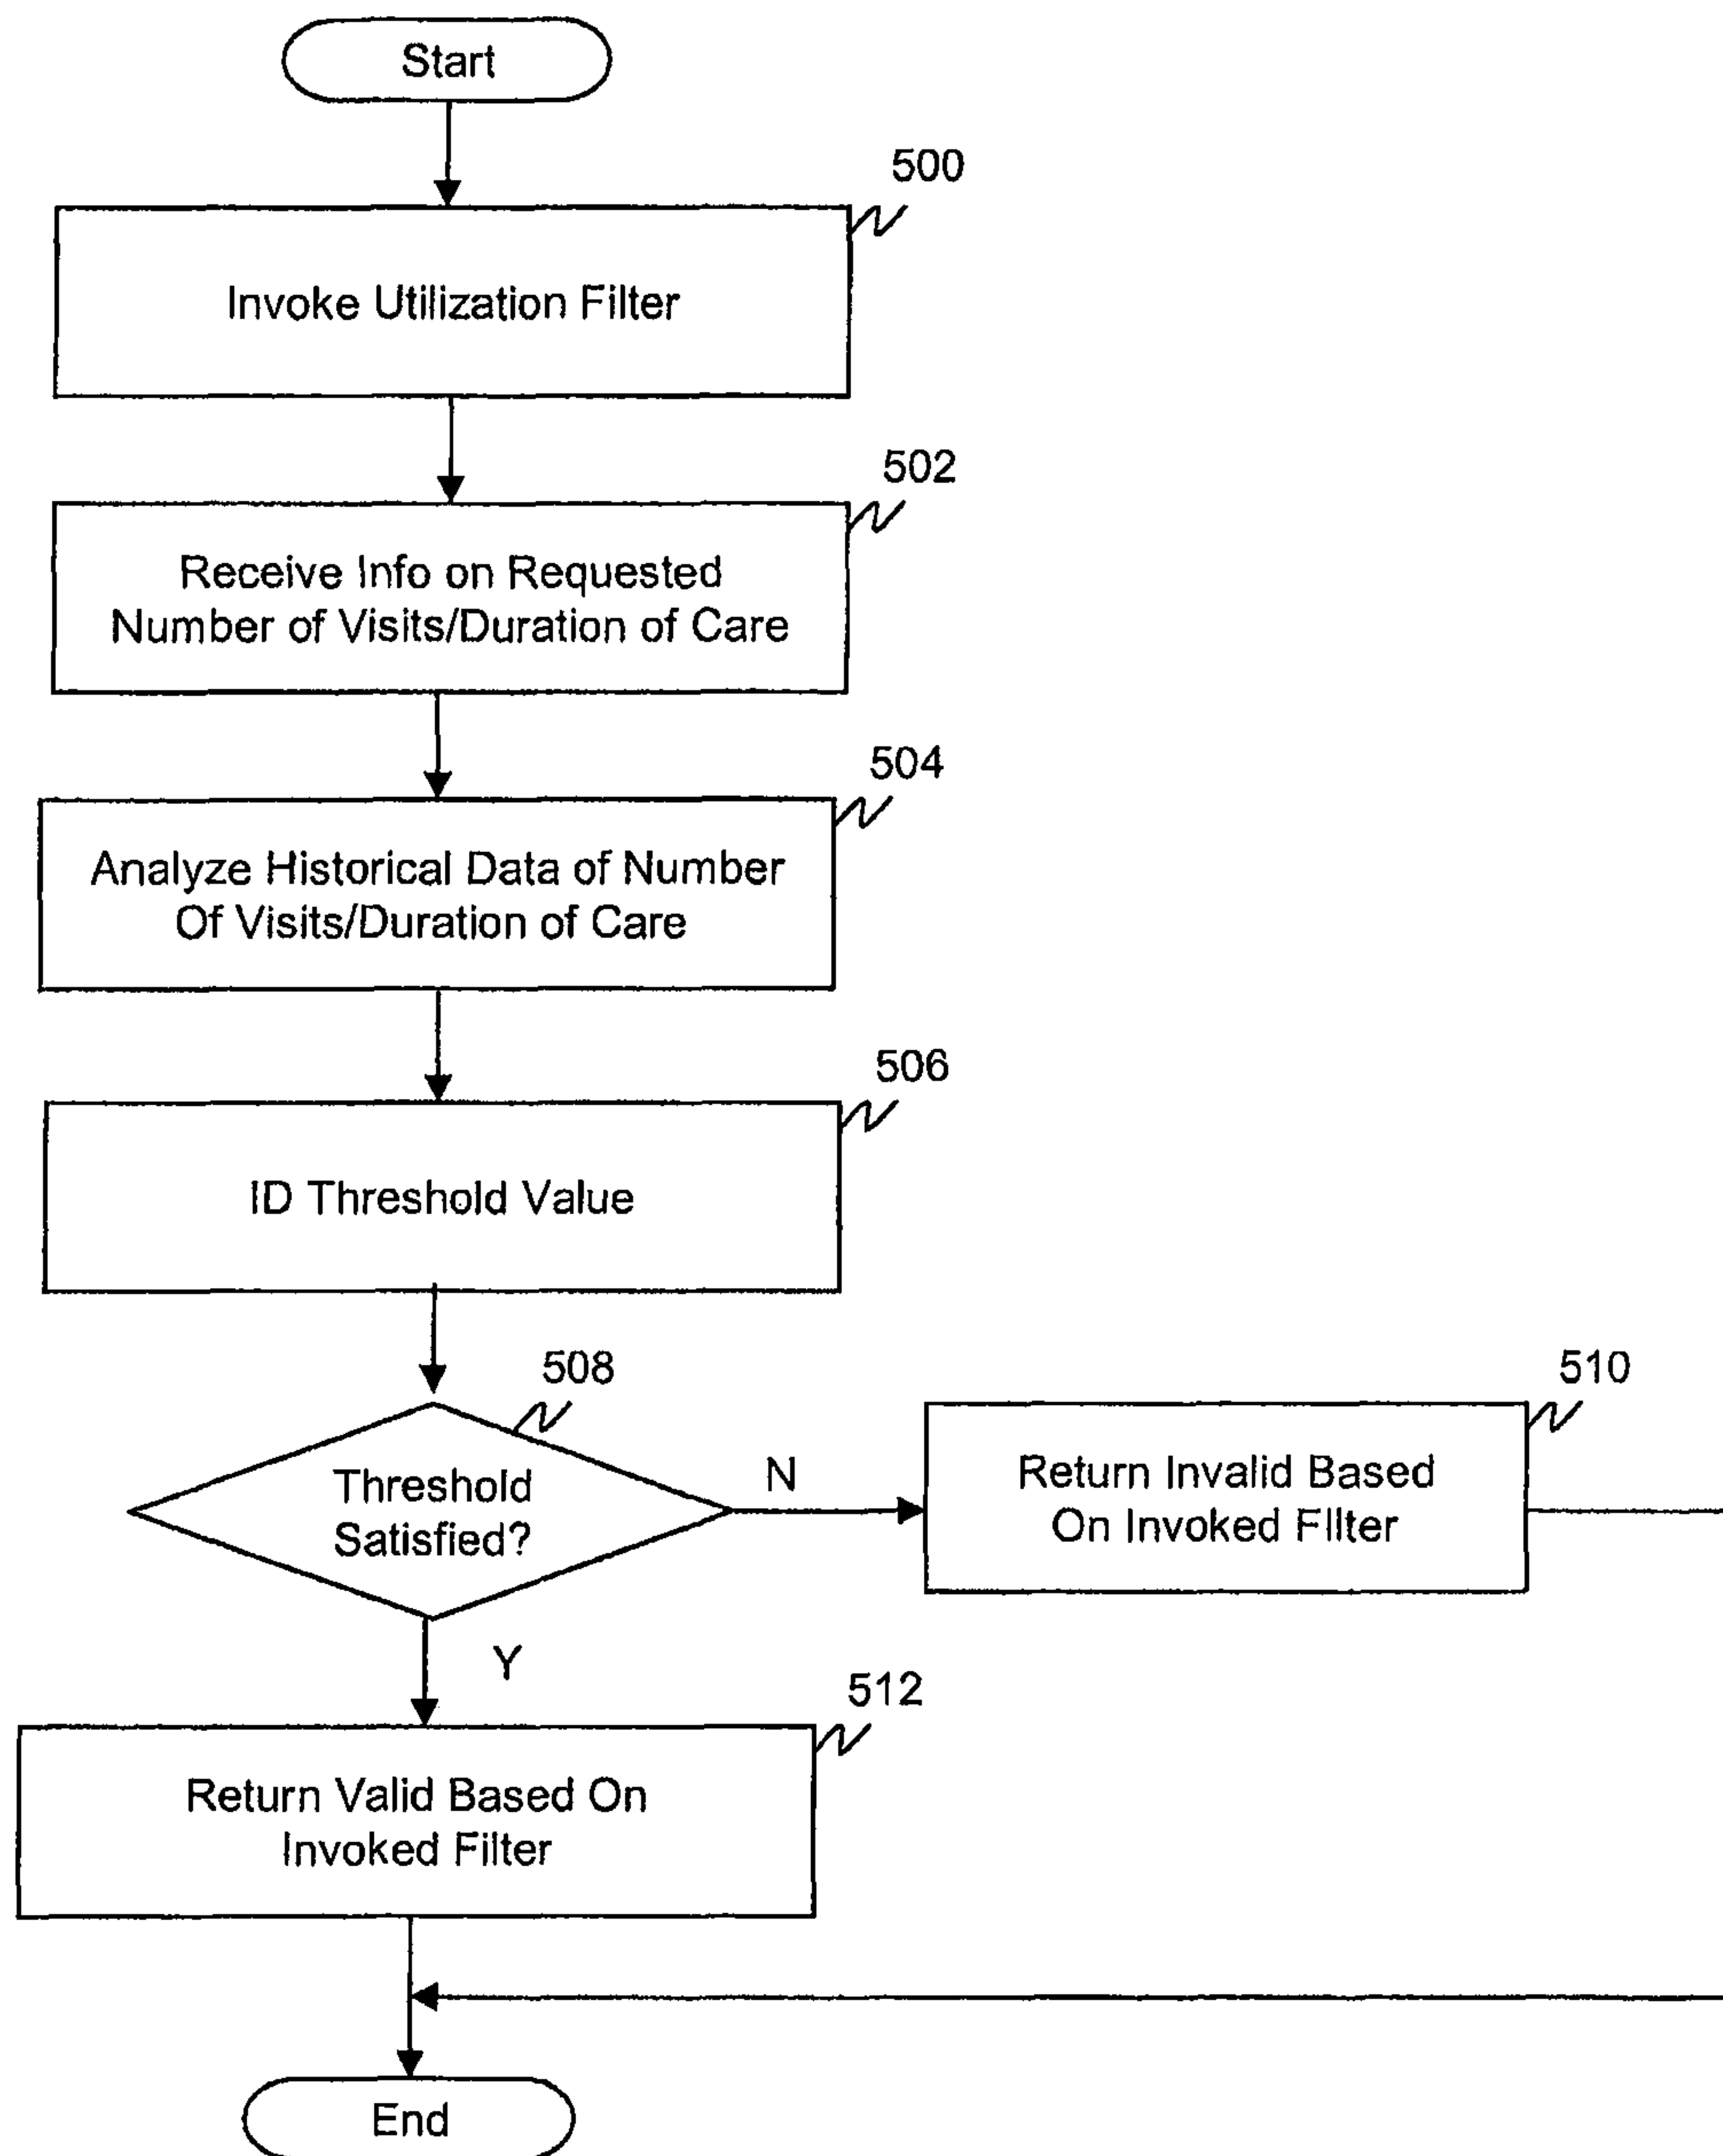 Start
500
Invoke Utilization Filter
502
Receive Info on Requested
Number of Visits/Duration of Care
504
Analyze Historical Data of Number
Of Visits/Duration of Care
506
ID Threshold Value
508
Threshold
Satisfied?
N
510
Return Invalid Based
On Invoked Filter
Y
512
Return Valid Based On
Invoked Filter
End